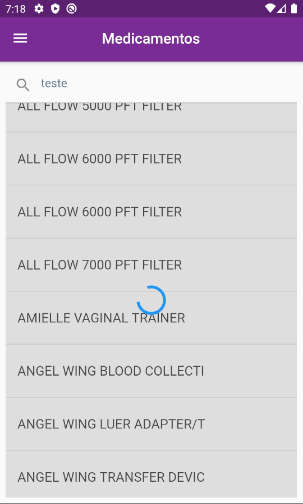 7:18
Medicamentos
teste
ALL FLOW 5000 PFT FILTER
ALL FLOW 6000 PFT FILTER
ALL FLOW 6000 PFT FILTER
ALL FLOW 7000 PFT FILTER
AMIELLE VAGINAL TRAINER
ANGEL WING BLOOD COLLECTI
ANGEL WING LUER ADAPTER/T
ANGEL WING TRANSFER DEVIC